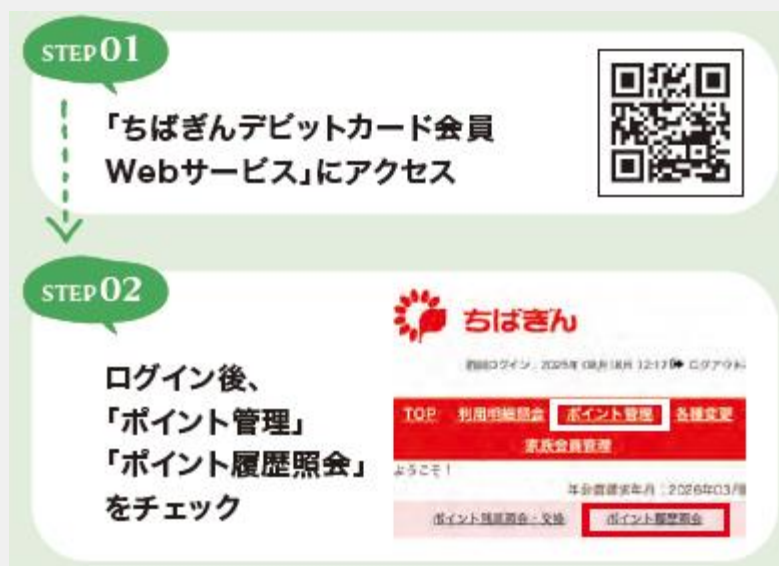 STEP 01
「ちばぎんデビットカード会員
Webサービス」にアクセス
STEP 02
ログイン後、
「ポイント管理」
「ポイント履歴照会」
をチェック
ちばぎん
TOP 利用明細照会 ポイント管理 各種変更
家族会員管理
ようこそ！
ポイント残高照会・交換 ポイント履歴照会